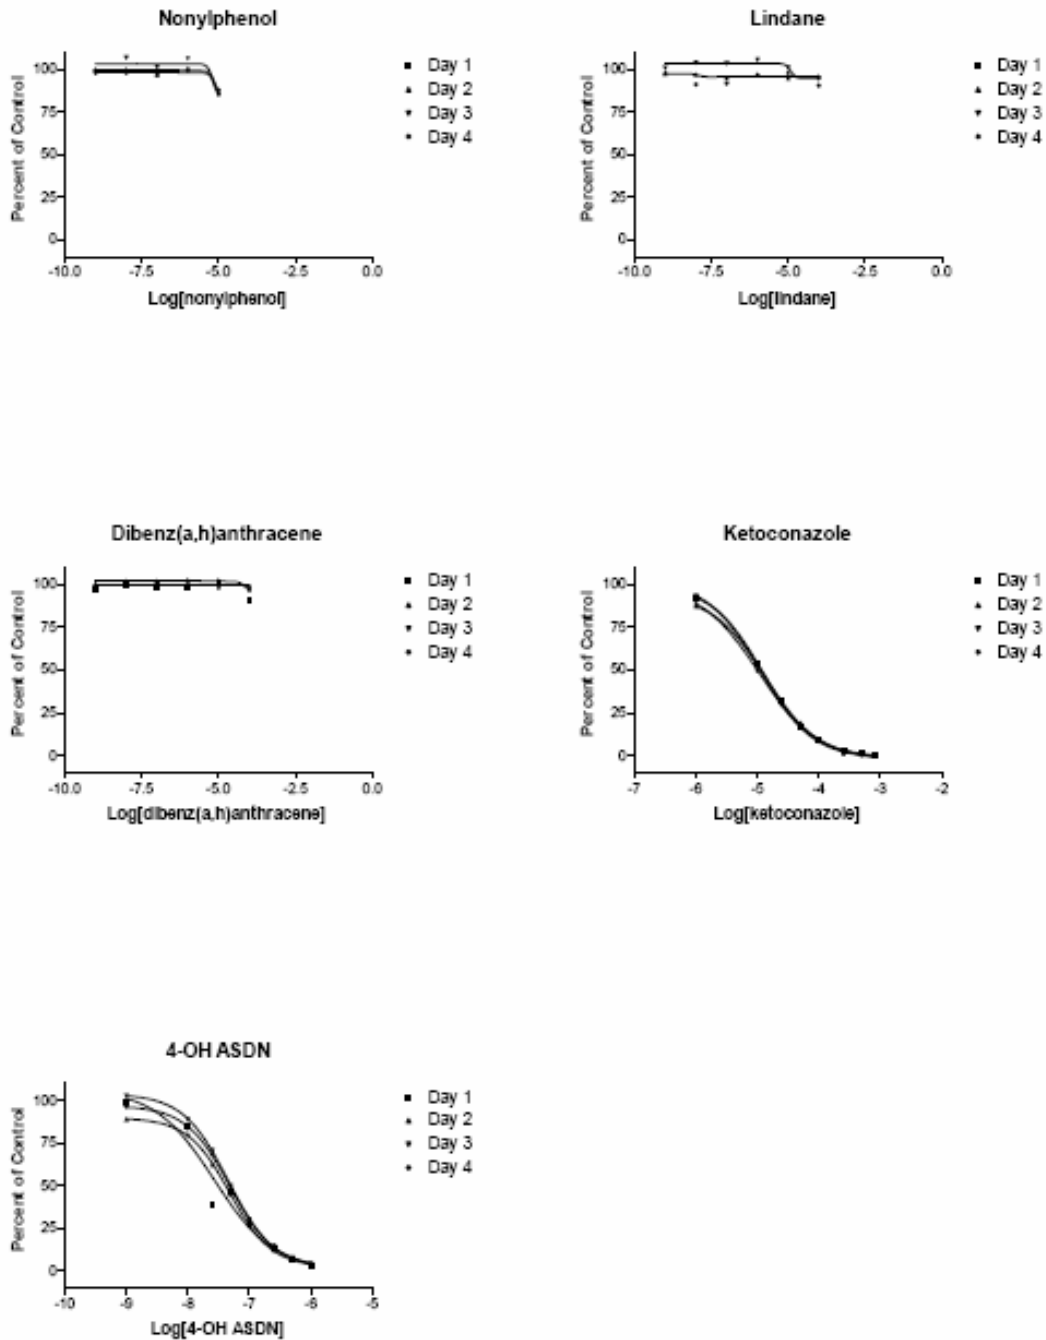 Nonylphenol
Percent of Control
100
75
50
25
0
-10.0 -7.5 -5.0 -2.5 0.0
Log[nonylphenol]
Day 1
Day 2
Day 3
Day 4
Lindane
Percent of Control
100
75
50
25
0
-10.0 -7.5 -5.0 -2.5 0.0
Log[lindane]
Day 1
Day 2
Day 3
Day 4
Dibenz(a,h)anthracene
Percent of Control
100
75
50
25
0
-10.0 -7.5 -5.0 -2.5 0.0
Log[dibenz(a,h)anthracene]
Day 1
Day 2
Day 3
Day 4
Ketoconazole
Percent of Control
100
75
50
25
0
-7 -6 -5 -4 -3 -2
Log[ketoconazole]
Day 1
Day 2
Day 3
Day 4
4-OH ASDN
Percent of Control
100
75
50
25
0
-10 -9 -8 -7 -6 -5
Log[4-OH ASDN]
Day 1
Day 2
Day 3
Day 4